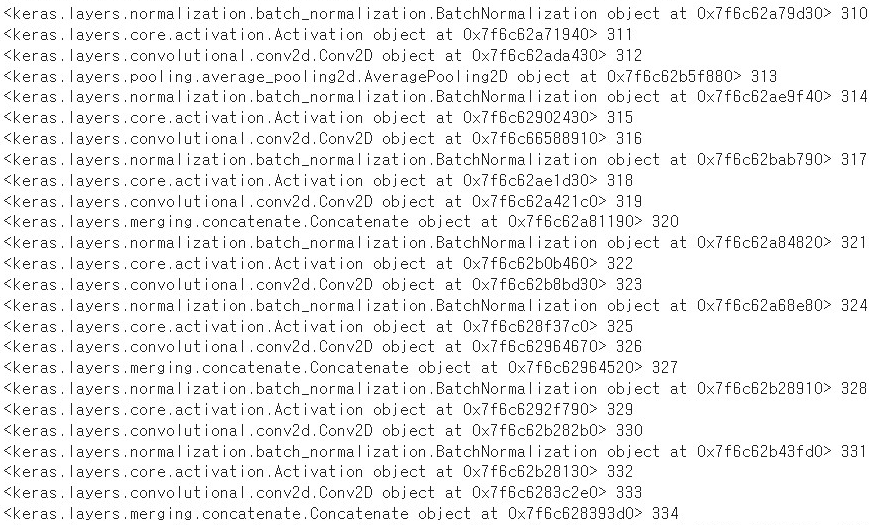 <keras.layers.normalization.batch_normalization.BatchNormalization object at 0x7f6c62a79d30> 310
<keras.layers.core.activation.Activation object at 0x7f6c62a71940> 311
<keras.layers.convolutional.conv2d.Conv2D object at 0x7f6c62ada430> 312
<keras.layers.pooling.average_pooling2d.AveragePooling2D object at 0x7f6c62b5f880> 313
<keras.layers.normalization.batch_normalization.BatchNormalization object at 0x7f6c62ae9f40> 314
<keras.layers.core.activation.Activation object at 0x7f6c62902430> 315
<keras.layers.convolutional.conv2d.Conv2D object at 0x7f6c66588910> 316
<keras.layers.normalization.batch_normalization.BatchNormalization object at 0x7f6c62bab790> 317
<keras.layers.core.activation.Activation object at 0x7f6c62ae1d30> 318
<keras.layers.convolutional.conv2d.Conv2D object at 0x7f6c62a421c0> 319
<keras.layers.merging.concatenate.Concatenate object at 0x7f6c62a81190> 320
<keras.layers.normalization.batch_normalization.BatchNormalization object at 0x7f6c62a84820> 321
<keras.layers.core.activation.Activation object at 0x7f6c62b0b460> 322
<keras.layers.convolutional.conv2d.Conv2D object at 0x7f6c62b8bd30> 323
<keras.layers.normalization.batch_normalization.BatchNormalization object at 0x7f6c62a68e80> 324
<keras.layers.core.activation.Activation object at 0x7f6c628f37c0> 325
<keras.layers.convolutional.conv2d.Conv2D object at 0x7f6c62964670> 326
<keras.layers.merging.concatenate.Concatenate object at 0x7f6c62964520> 327
<keras.layers.normalization.batch_normalization.BatchNormalization object at 0x7f6c62b28910> 328
<keras.layers.core.activation.Activation object at 0x7f6c6292f790> 329
<keras.layers.convolutional.conv2d.Conv2D object at 0x7f6c62b282b0> 330
<keras.layers.normalization.batch_normalization.BatchNormalization object at 0x7f6c62b43fd0> 331
<keras.layers.core.activation.Activation object at 0x7f6c62b28130> 332
<keras.layers.convolutional.conv2d.Conv2D object at 0x7f6c6283c2e0> 333
<keras.layers.merging.concatenate.Concatenate object at 0x7f6c628393d0> 334